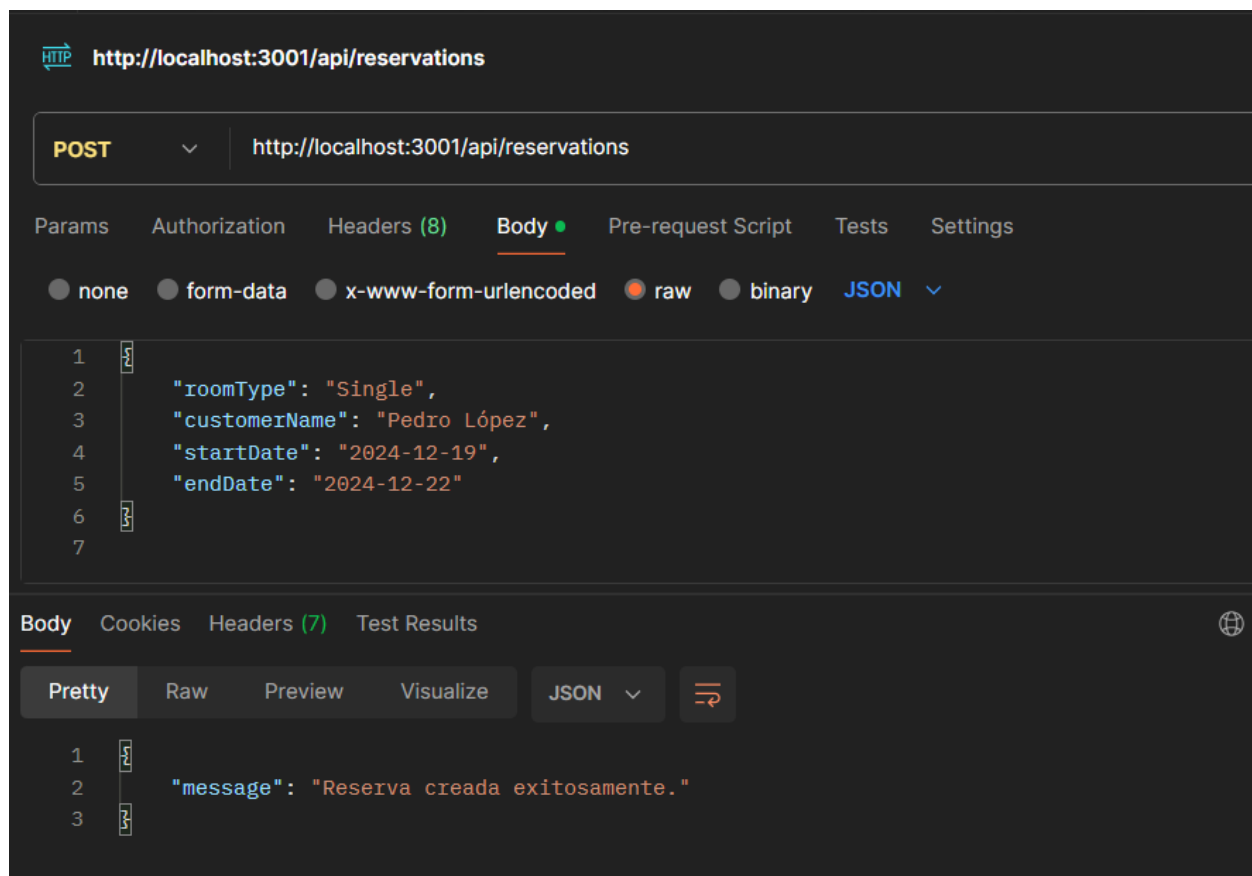 HTTP http://localhost:3001/api/reservations
POST http://localhost:3001/api/reservations
Params Authorization Headers (8) Body Pre-request Script Tests Settings
none form-data x-www-form-urlencoded raw binary JSON
1 {
2 "roomType": "Single",
3 "customerName": "Pedro López",
4 "startDate": "2024-12-19",
5 "endDate": "2024-12-22"
6 }
7
Body Cookies Headers (7) Test Results
Pretty Raw Preview Visualize JSON
1 {
2 "message": "Reserva creada exitosamente."
3 }